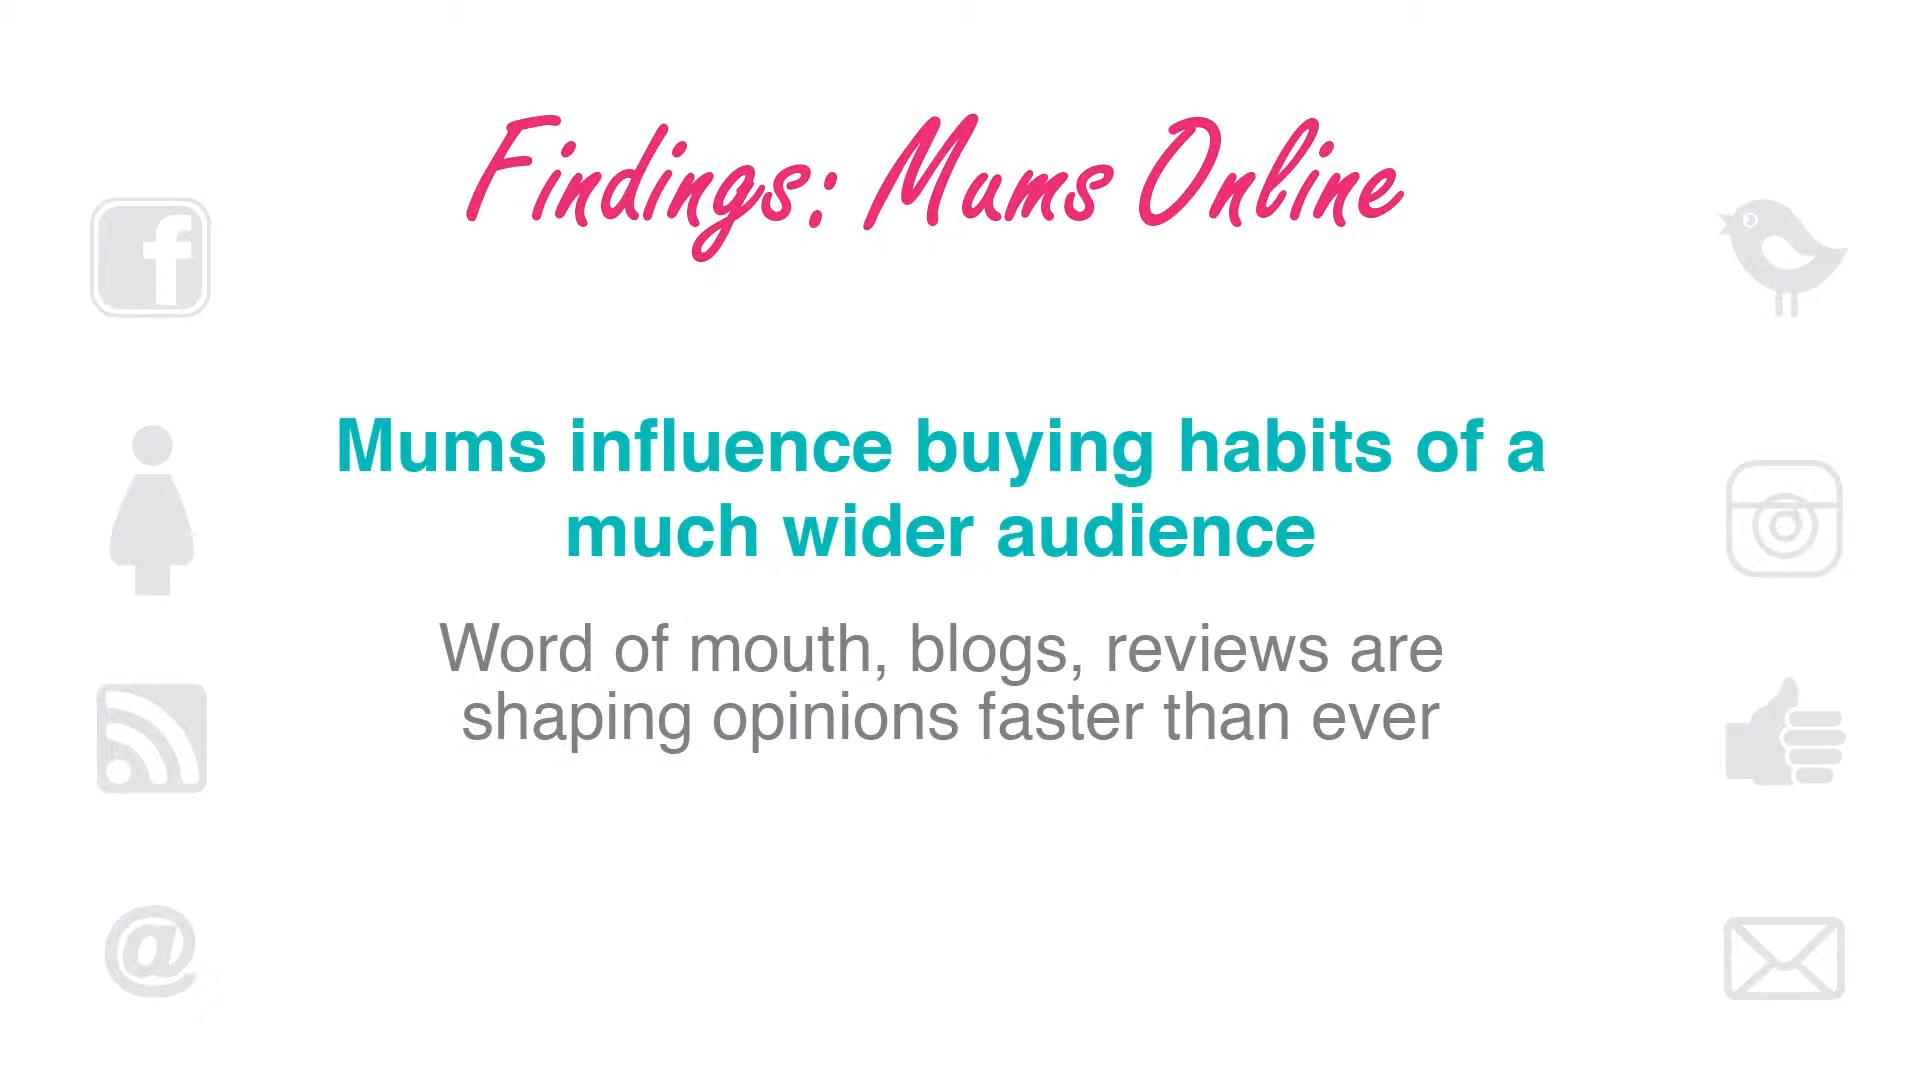 Findings: Mums Online
Mums influence buying habits of a
much wider audience
Word of mouth, blogs, reviews are
shaping opinions faster than ever
f
@